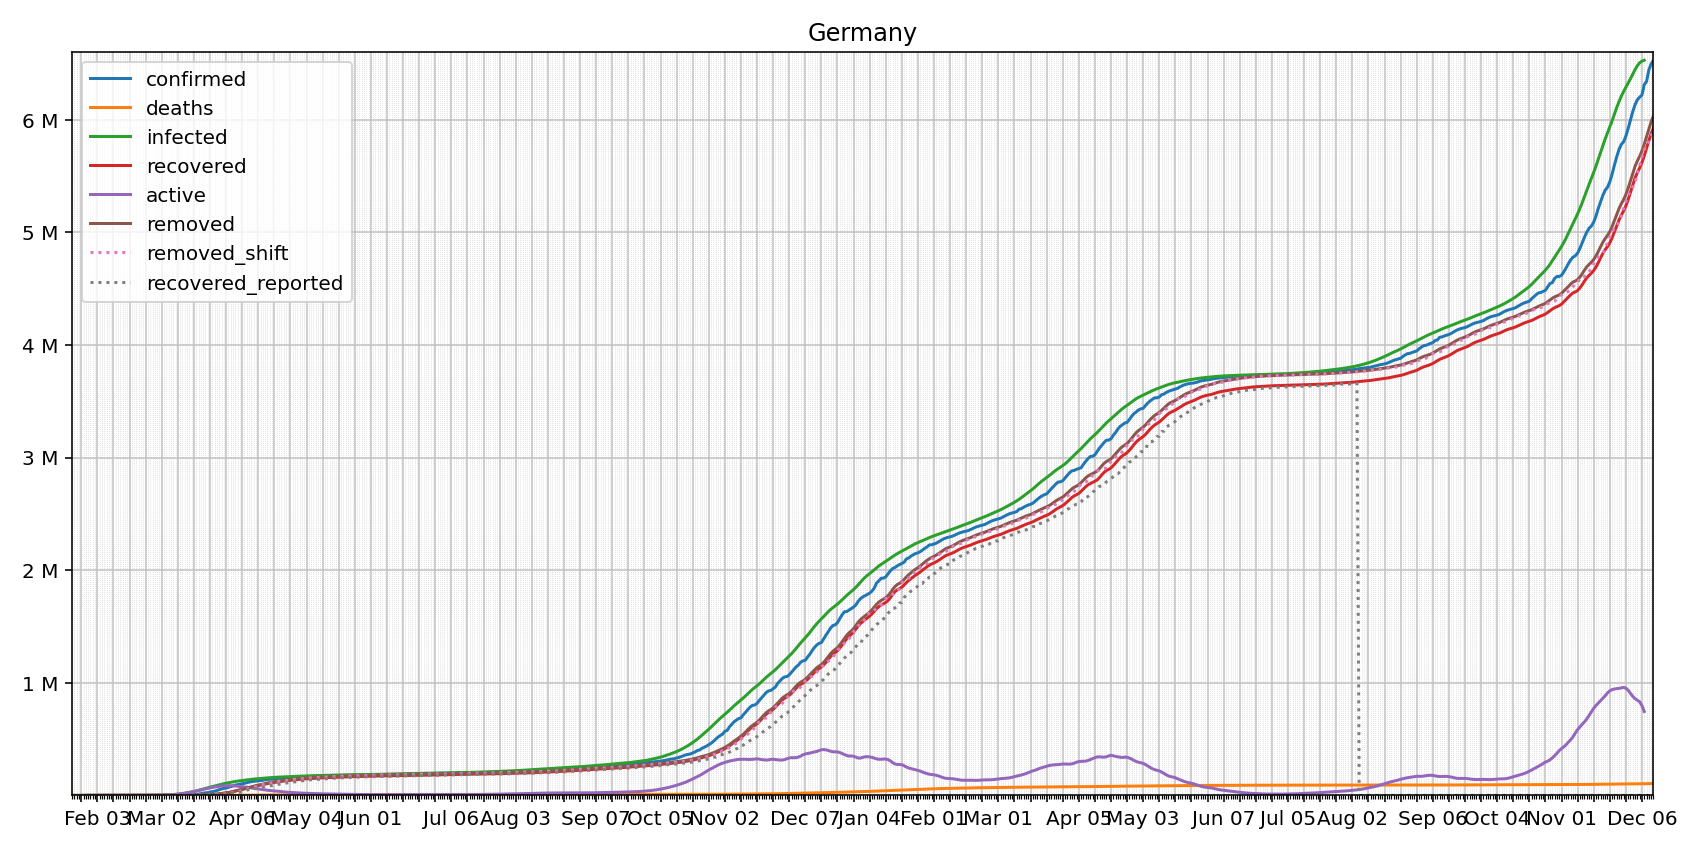 Germany
confirmed
deaths
infected
recovered
active
removed
removed_shift
recovered_reported
6 M
5 M
4 M
3 M
2 M
1 M
Feb 03 Mar 02 Apr 06 May 04 Jun 01 Jul 06 Aug 03 Sep 07 Oct 05 Nov 02 Dec 07 Jan 04 Feb 01 Mar 01 Apr 05 May 03 Jun 07 Jul 05 Aug 02 Sep 06 Oct 04 Nov 01 Dec 06